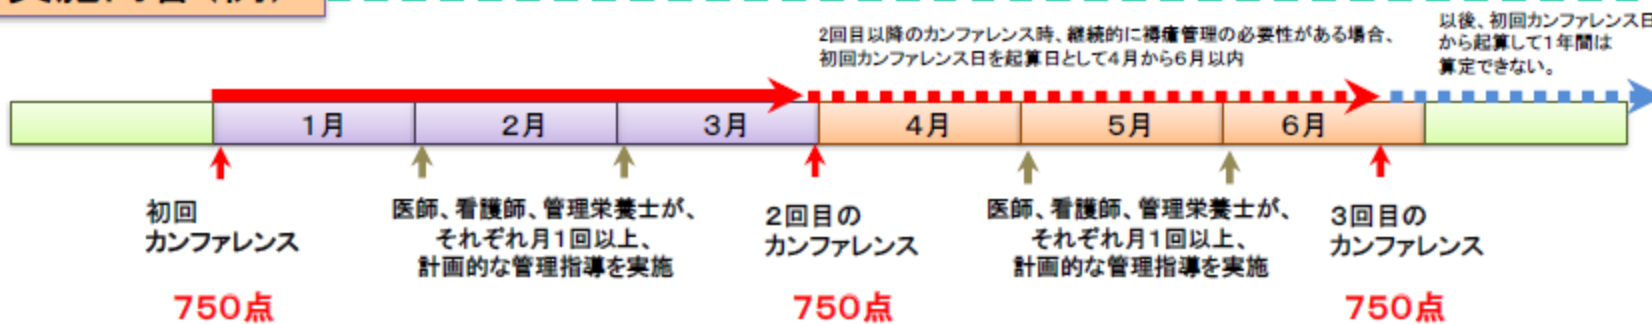 2回目以降のカンファレンス時、継続的に褥瘡管理の必要性がある場合、
初回カンファレンス日を起算日として4月から6月以内
以後、初回カンファレンス日
から起算して1年間は
算定できない。
1月
2月
3月
4月
5月
6月
初回
カンファレンス
750点
医師、看護師、管理栄養士が、
それぞれ月1回以上、
計画的な管理指導を実施
2回目の
カンファレンス
750点
医師、看護師、管理栄養士が、
それぞれ月1回以上、
計画的な管理指導を実施
3回目の
カンファレンス
750点